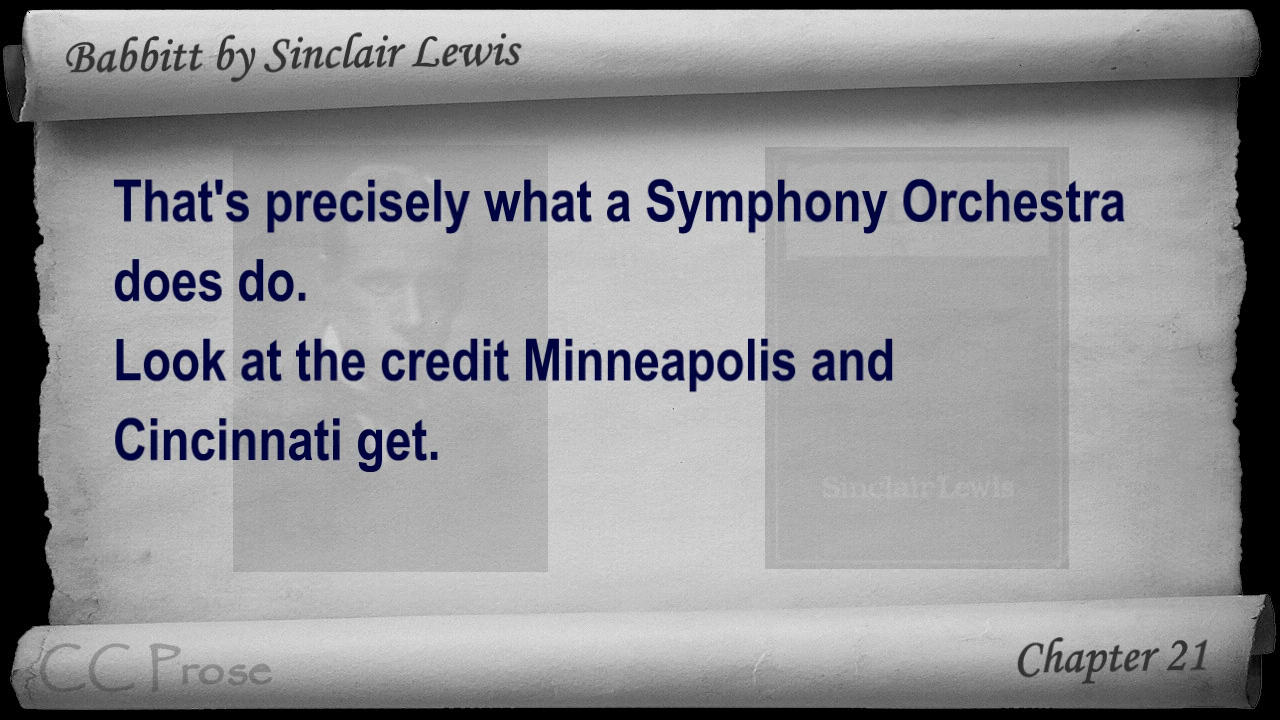 Babbitt by Sinclair Lewis
That's precisely what a Symphony Orchestra
does do.
Look at the credit Minneapolis and
Cincinnati get.
Sinclair Lewis
CC Prose
Chapter 21